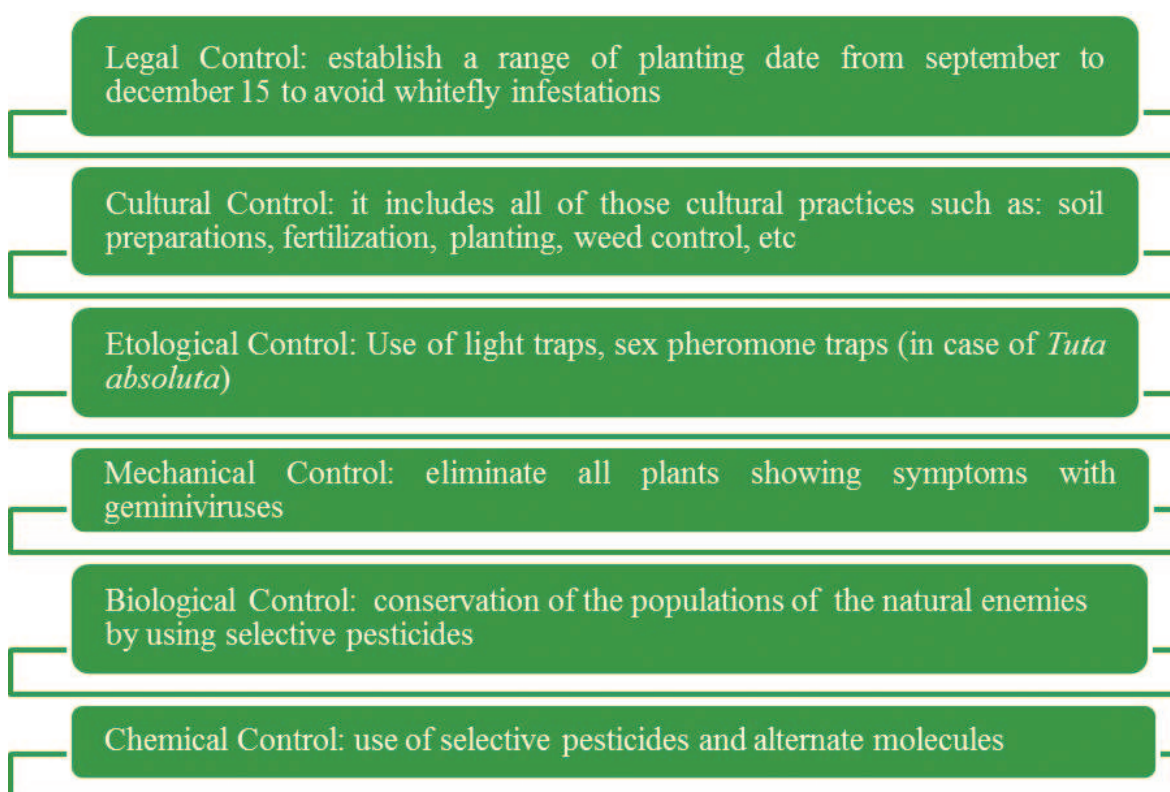 Legal Control: establish a range of planting date from september to
december 15 to avoid whitefly infestations
Cultural Control: it includes all of those cultural practices such as: soil
preparations, fertilization, planting, weed control, etc
Etological Control: Use of light traps, sex pheromone traps (in case of Tuta
absoluta)
Mechanical Control: eliminate all plants showing symptoms with
geminiviruses
Biological Control: conservation of the populations of the natural enemies
by using selective pesticides
Chemical Control: use of selective pesticides and alternate molecules